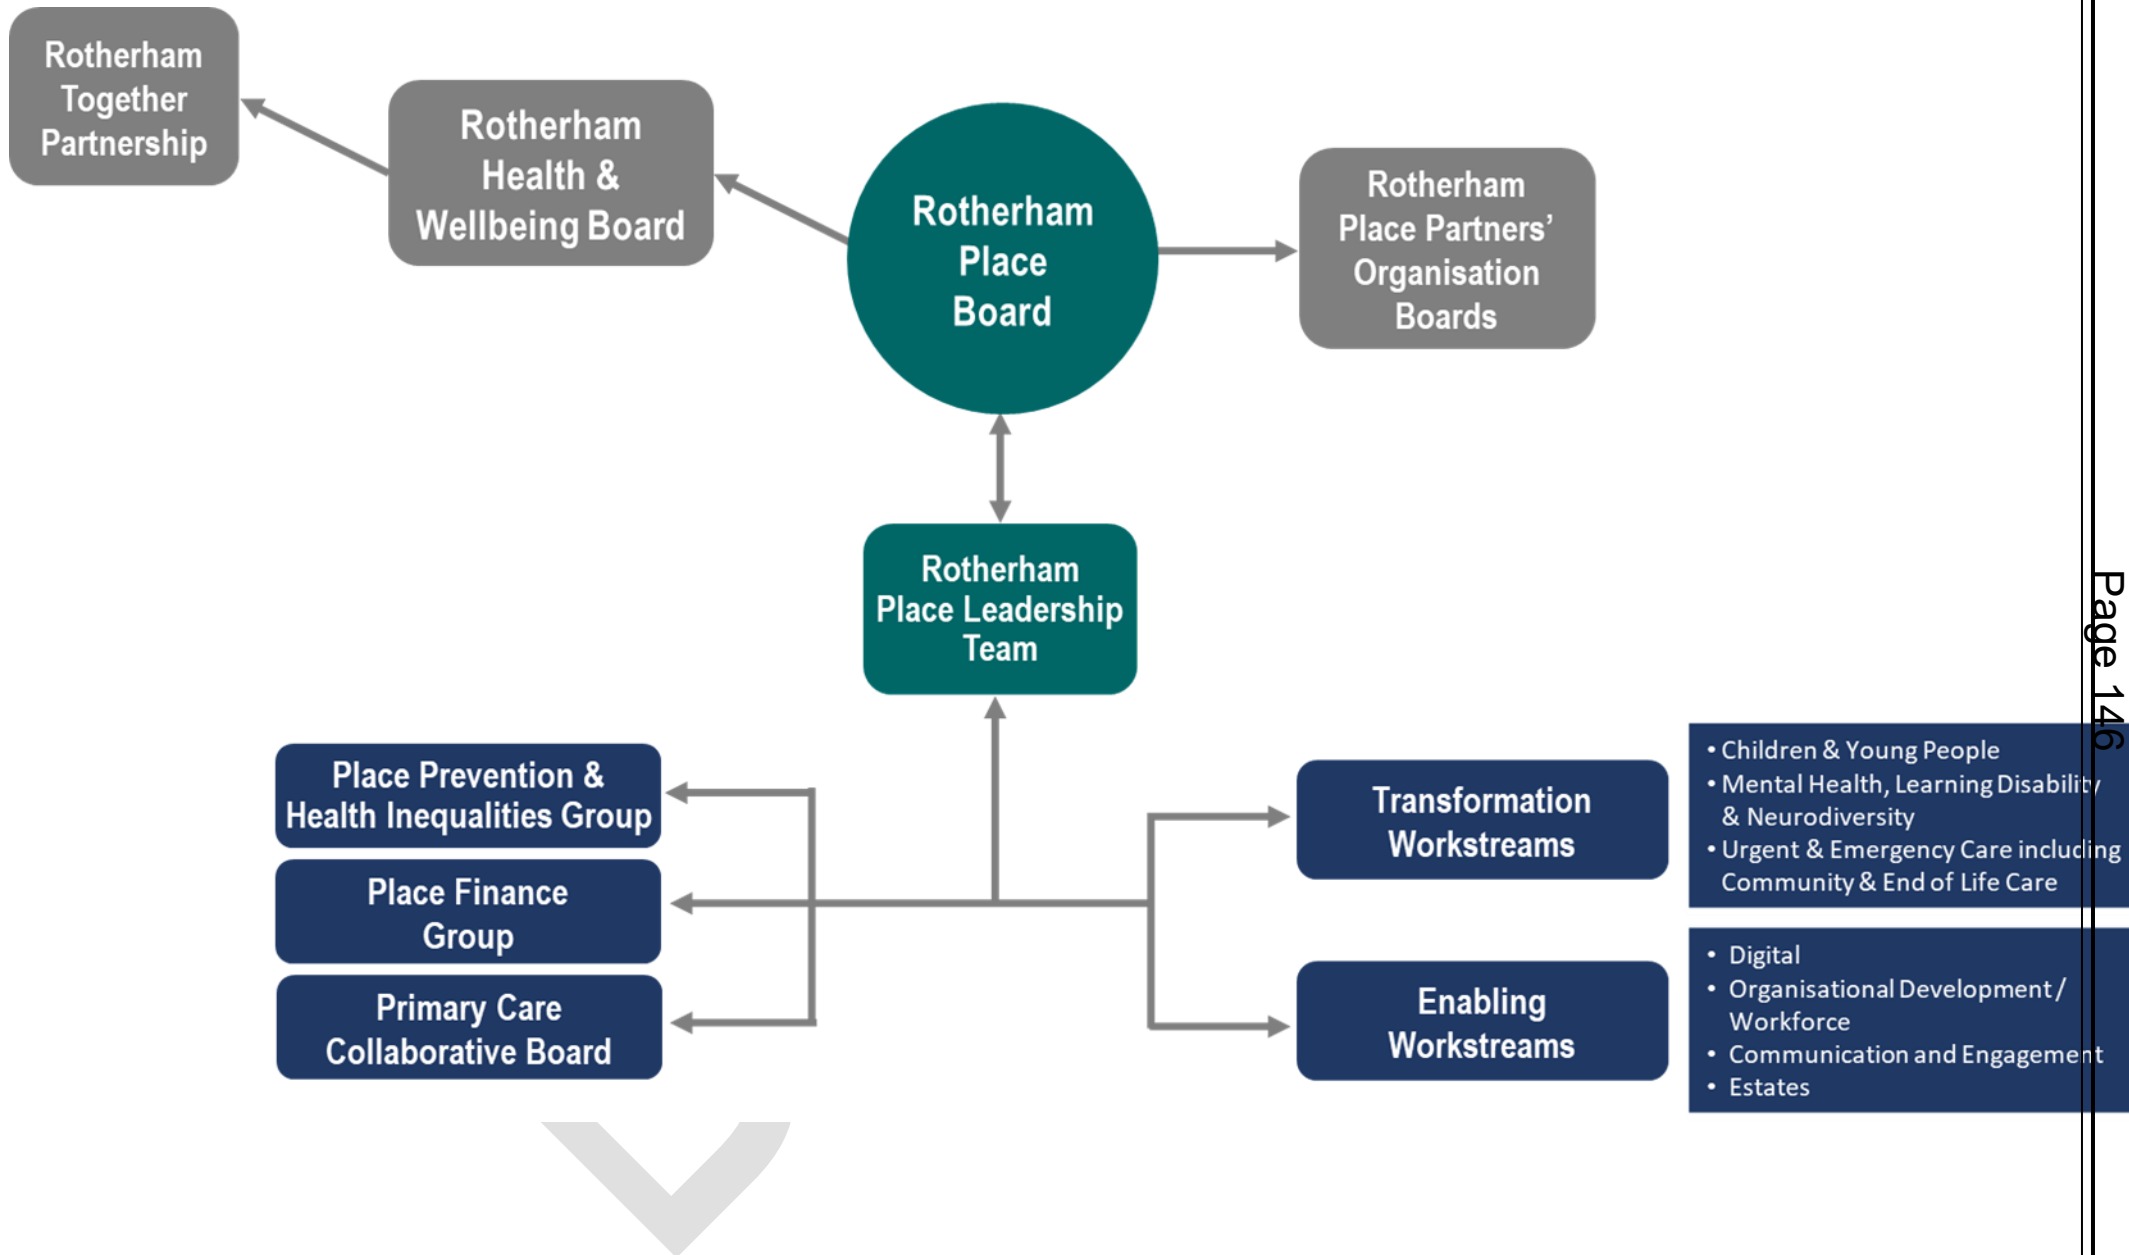 Rotherham
Together
Partnership
Rotherham
Health &
Wellbeing Board
Rotherham
Place
Board
Rotherham
Place Partners’
Organisation
Boards
Rotherham
Place Leadership
Team
Place Prevention &
Health Inequalities Group
Place Finance
Group
Primary Care
Collaborative Board
Transformation
Workstreams
• Children & Young People
• Mental Health, Learning Disability
& Neurodiversity
• Urgent & Emergency Care including
Community & End of Life Care
Enabling
Workstreams
• Digital
• Organisational Development /
Workforce
• Communication and Engagement
• Estates
Page 146